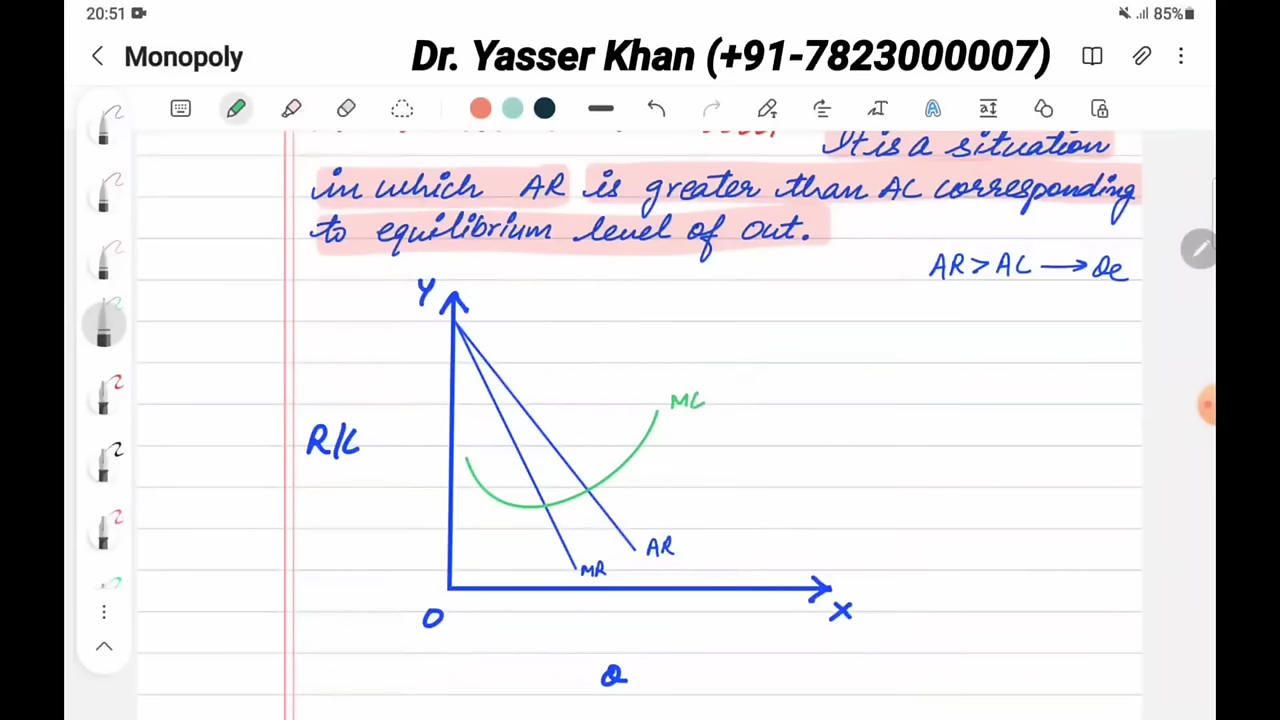 20:51
85%
Monopoly
Dr. Yasser Khan (+91-7823000007)
It is a situation
in which AR is greater than AC corresponding
to equilibrium level of out.
AR > AC → Qe
Y
MC
R/C
AR
MR
O
X
Q